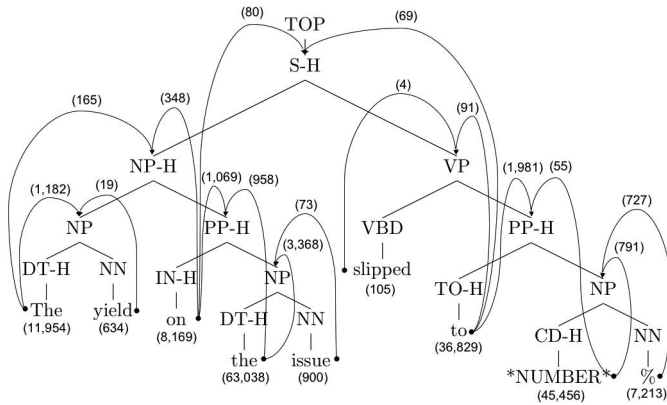 (80) TOP (69)
S-H
(165) (348) (4) (91)
NP-H VP (1,981) (55)
(1,182) (19) (1,069) (958) (73) (727)
NP PP-H VBD PP-H
(3,368) (791)
DT-H NN IN-H NP slipped TO-H NP
(105)
The yield on DT-H NN to CD-H NN
(11,954) (634) (8,169) (36,829)
the issue *NUMBER* %
(63,038) (900) (45,456) (7,213)